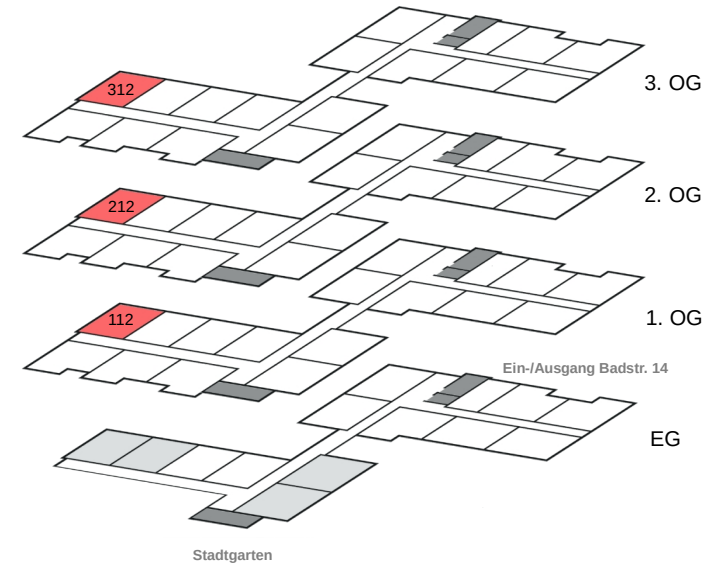 312
3. OG
212
2. OG
112
1. OG
Ein-/Ausgang Badstr. 14
EG
Stadtgarten